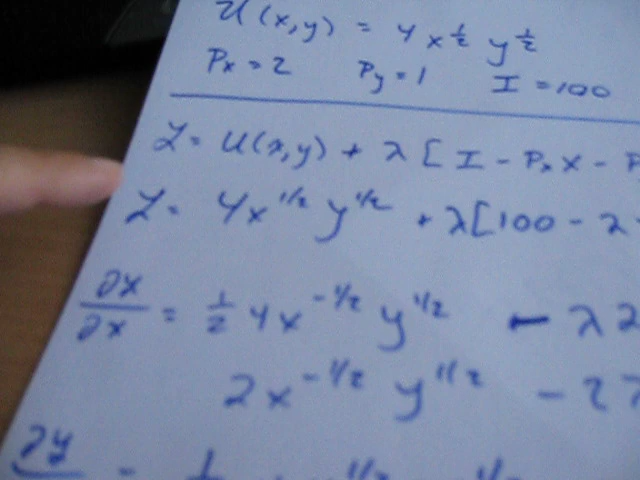 U(x,y) = 4x^{1/2} y^{1/2}
Px = 2 Py = 1 I = 100
L = U(x,y) + λ[I - Px X - P
L = 4x^{1/2} y^{1/2} + λ[100 - 2
∂L/∂x = 1/2 4x^{-1/2} y^{1/2} - λ2
2x^{-1/2} y^{1/2} - 2λ